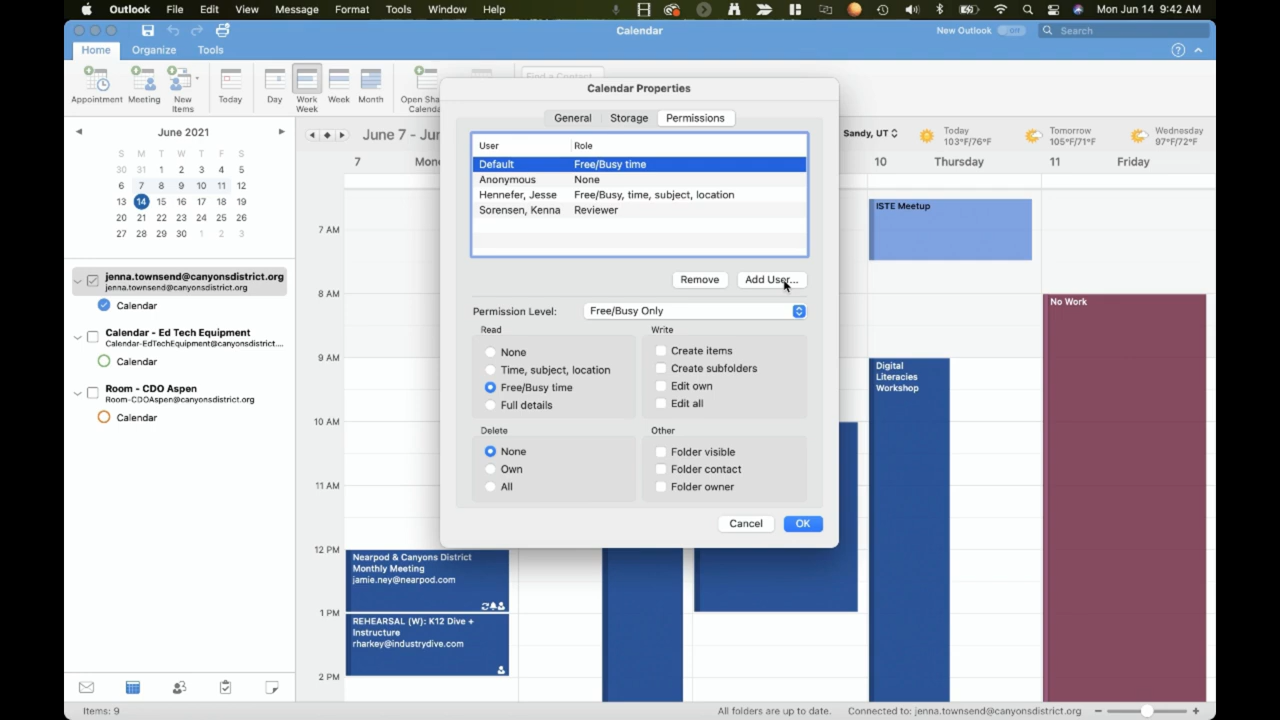 Outlook File Edit View Message Format Tools Window Help Mon Jun 14 9:42 AM
Calendar
New Outlook
Search
Home Organize Tools
Appointment Meeting New Items Today Day Work Week Week Month Open Sha Calenda
Find a Contact
June 2021
S M T W T F S
30 31 1 2 3 4 5
6 7 8 9 10 11 12
13 14 15 16 17 18 19
20 21 22 23 24 25 26
27 28 29 30 1 2 3
jenna.townsend@canyonsdistrict.org
jenna.townsend@canyonsdistrict.org
Calendar
Calendar - Ed Tech Equipment
Calendar-EdTechEquipment@canyonsdistrict....
Calendar
Room - CDO Aspen
Room-CDOAspen@canyonsdistrict.org
Calendar
June 7 - Jur
Sandy, UT
Today
103°F/76°F
Tomorrow
105°F/71°F
Wednesday
97°F/72°F
7 Mon
10 Thursday
11 Friday
7 AM
8 AM
9 AM
10 AM
11 AM
12 PM
1 PM
2 PM
ISTE Meetup
No Work
Digital
Literacies
Workshop
Nearpod & Canyons District
Monthly Meeting
jamie.ney@nearpod.com
REHEARSAL (W): K12 Dive +
Instructure
rharkey@industrydive.com
Calendar Properties
General Storage Permissions
User Role
Default Free/Busy time
Anonymous None
Hennefer, Jesse Free/Busy, time, subject, location
Sorensen, Kenna Reviewer
Remove Add User...
Permission Level: Free/Busy Only
Read
None
Time, subject, location
Free/Busy time
Full details
Write
Create items
Create subfolders
Edit own
Edit all
Delete
None
Own
All
Other
Folder visible
Folder contact
Folder owner
Cancel OK
Items: 9
All folders are up to date. Connected to: jenna.townsend@canyonsdistrict.org